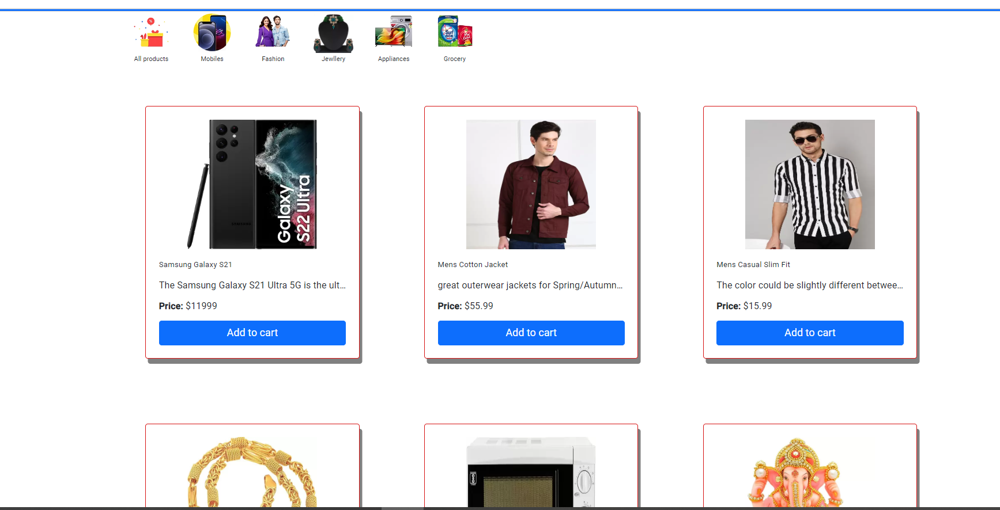 All products
Mobiles
Fashion
Jewllery
Appliances
Grocery
Surf
excel
Galaxy
S22 Ultra
SAMSUNG
Samsung Galaxy S21
The Samsung Galaxy S21 Ultra 5G is the ult...
Price: $11999
Add to cart
Mens Cotton Jacket
great outerwear jackets for Spring/Autumn...
Price: $55.99
Add to cart
Mens Casual Slim Fit
The color could be slightly different betwee...
Price: $15.99
Add to cart